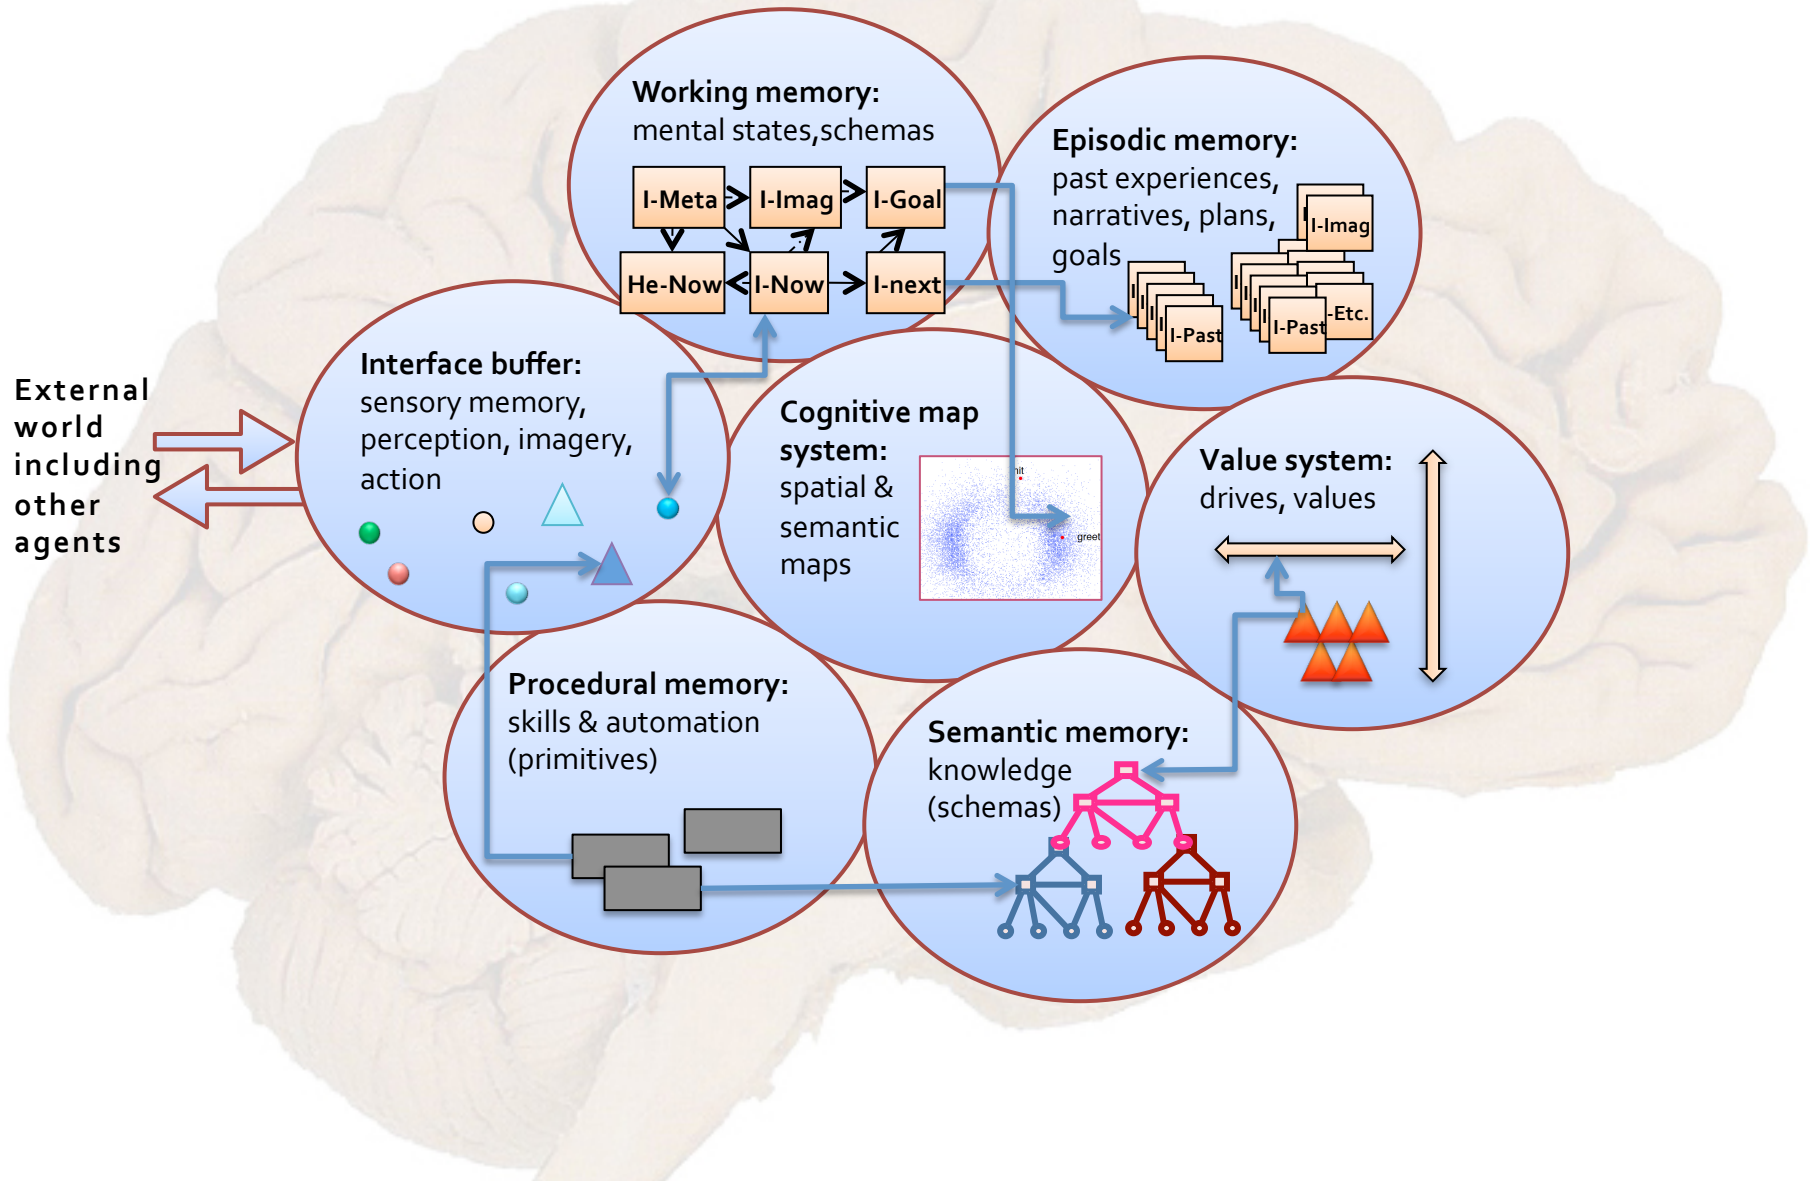 Working memory:
mental states,schemas
I-Meta
I-Imag
I-Goal
He-Now
I-Now
I-next
Episodic memory:
past experiences,
narratives, plans,
goals
I-Imag
I-Past
I-Past
-Etc.
External
world
including
other
agents
Interface buffer:
sensory memory,
perception, imagery,
action
Cognitive map
system:
spatial &
semantic
maps
greet
Value system:
drives, values
Procedural memory:
skills & automation
(primitives)
Semantic memory:
knowledge
(schemas)